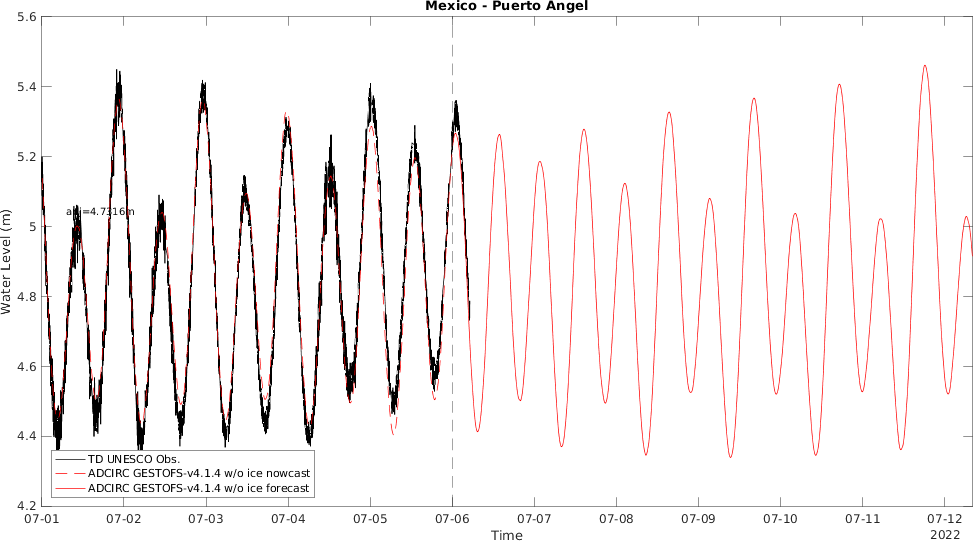 Mexico - Puerto Angel
5.6
5.4
5.2
5
4.8
4.6
4.4
4.2
Water Level (m)
TD UNESCO Obs.
ADCIRC GESTOFS-v4.1.4 w/o ice nowcast
ADCIRC GESTOFS-v4.1.4 w/o ice forecast
07-01 07-02 07-03 07-04 07-05 07-06 07-07 07-08 07-09 07-10 07-11 07-12
Time
2022